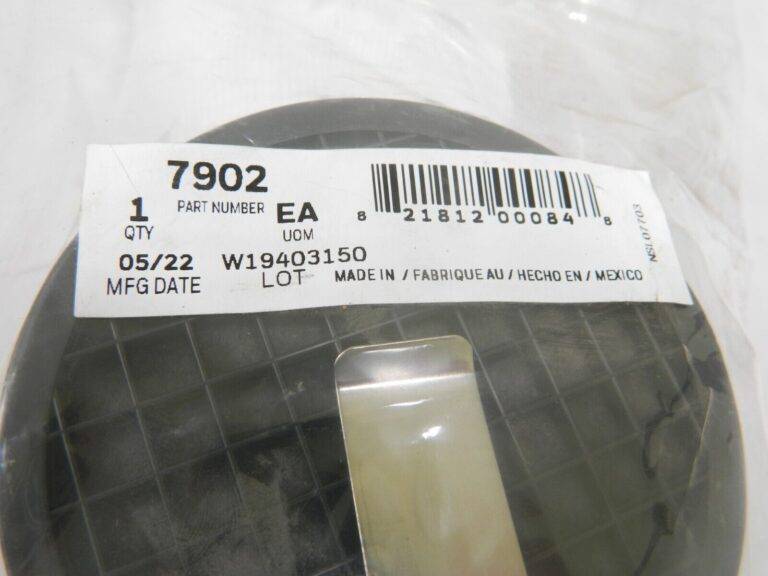 7902
PART NUMBER
1 EA
QTY UOM
8 21812 00084 8
05/22 W19403150
MFG DATE LOT
MADE IN / FABRIQUE AU / HECHO EN / MEXICO
NSL07703